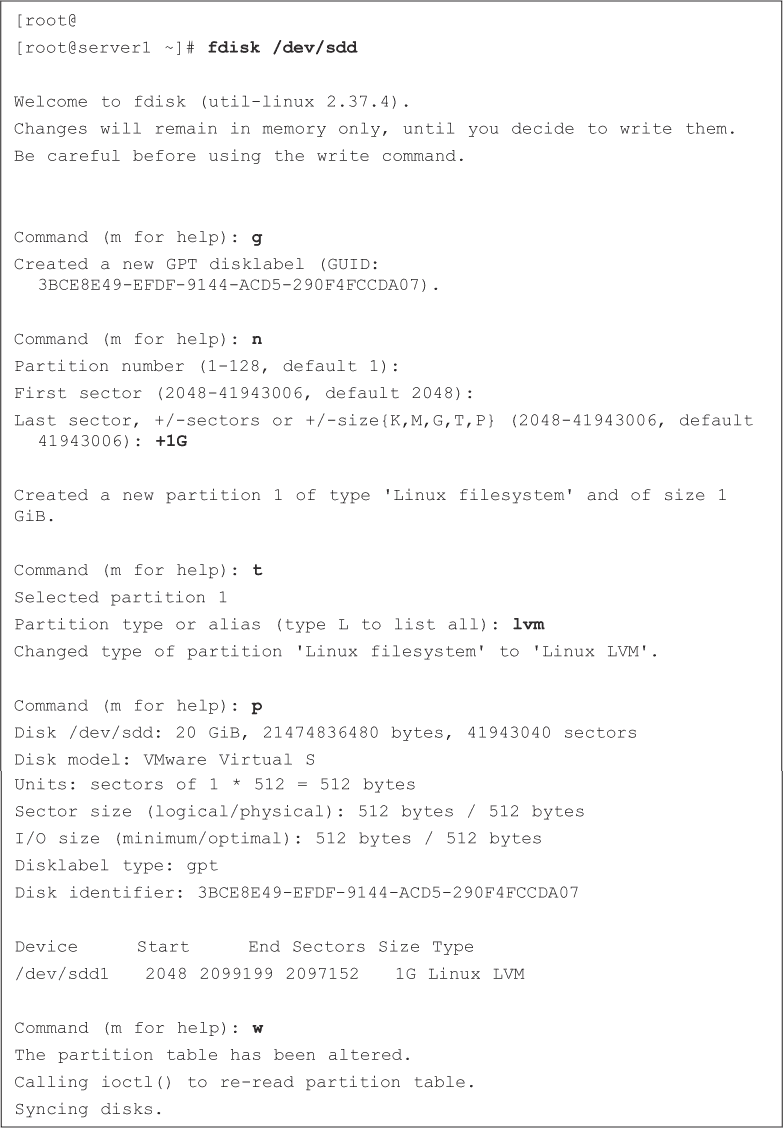 [root@
[root@server1 ~]# fdisk /dev/sdd
Welcome to fdisk (util-linux 2.37.4).
Changes will remain in memory only, until you decide to write them.
Be careful before using the write command.
Command (m for help): g
Created a new GPT disklabel (GUID:
3BCE8E49-EFDF-9144-ACD5-290F4FCCDA07).
Command (m for help): n
Partition number (1-128, default 1):
First sector (2048-41943006, default 2048):
Last sector, +/-sectors or +/-size{K,M,G,T,P} (2048-41943006, default
41943006): +1G
Created a new partition 1 of type 'Linux filesystem' and of size 1
GiB.
Command (m for help): t
Selected partition 1
Partition type or alias (type L to list all): lvm
Changed type of partition 'Linux filesystem' to 'Linux LVM'.
Command (m for help): p
Disk /dev/sdd: 20 GiB, 21474836480 bytes, 41943040 sectors
Disk model: VMware Virtual S
Units: sectors of 1 * 512 = 512 bytes
Sector size (logical/physical): 512 bytes / 512 bytes
I/O size (minimum/optimal): 512 bytes / 512 bytes
Disklabel type: gpt
Disk identifier: 3BCE8E49-EFDF-9144-ACD5-290F4FCCDA07
Device Start End Sectors Size Type
/dev/sdd1 2048 2099199 2097152 1G Linux LVM
Command (m for help): w
The partition table has been altered.
Calling ioctl() to re-read partition table.
Syncing disks.